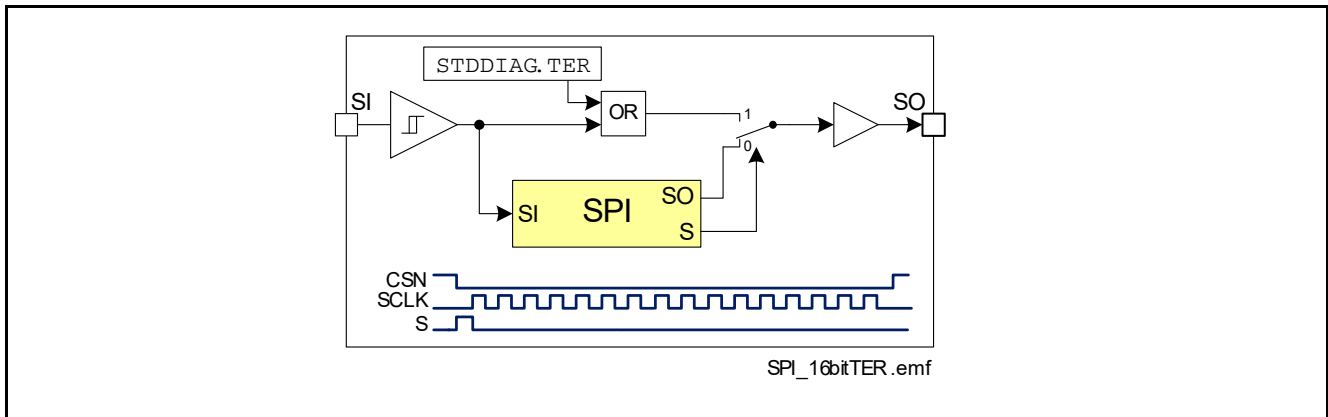 STDDIAG.TER
SI
SO
OR
1
0
SO
SI
SPI
S
CSN
SCLK
S
SPI_16bitTER.emf